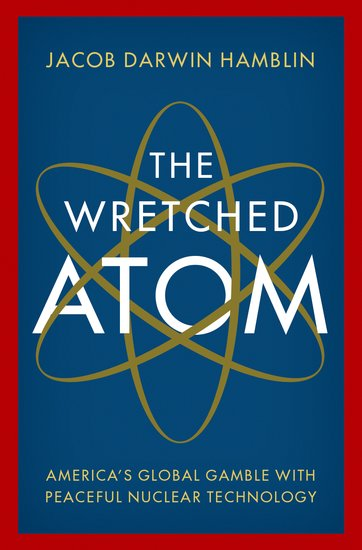 JACOB DARWIN HAMBLIN
THE
WRETCHED
ATOM
AMERICA'S GLOBAL GAMBLE WITH
PEACEFUL NUCLEAR TECHNOLOGY